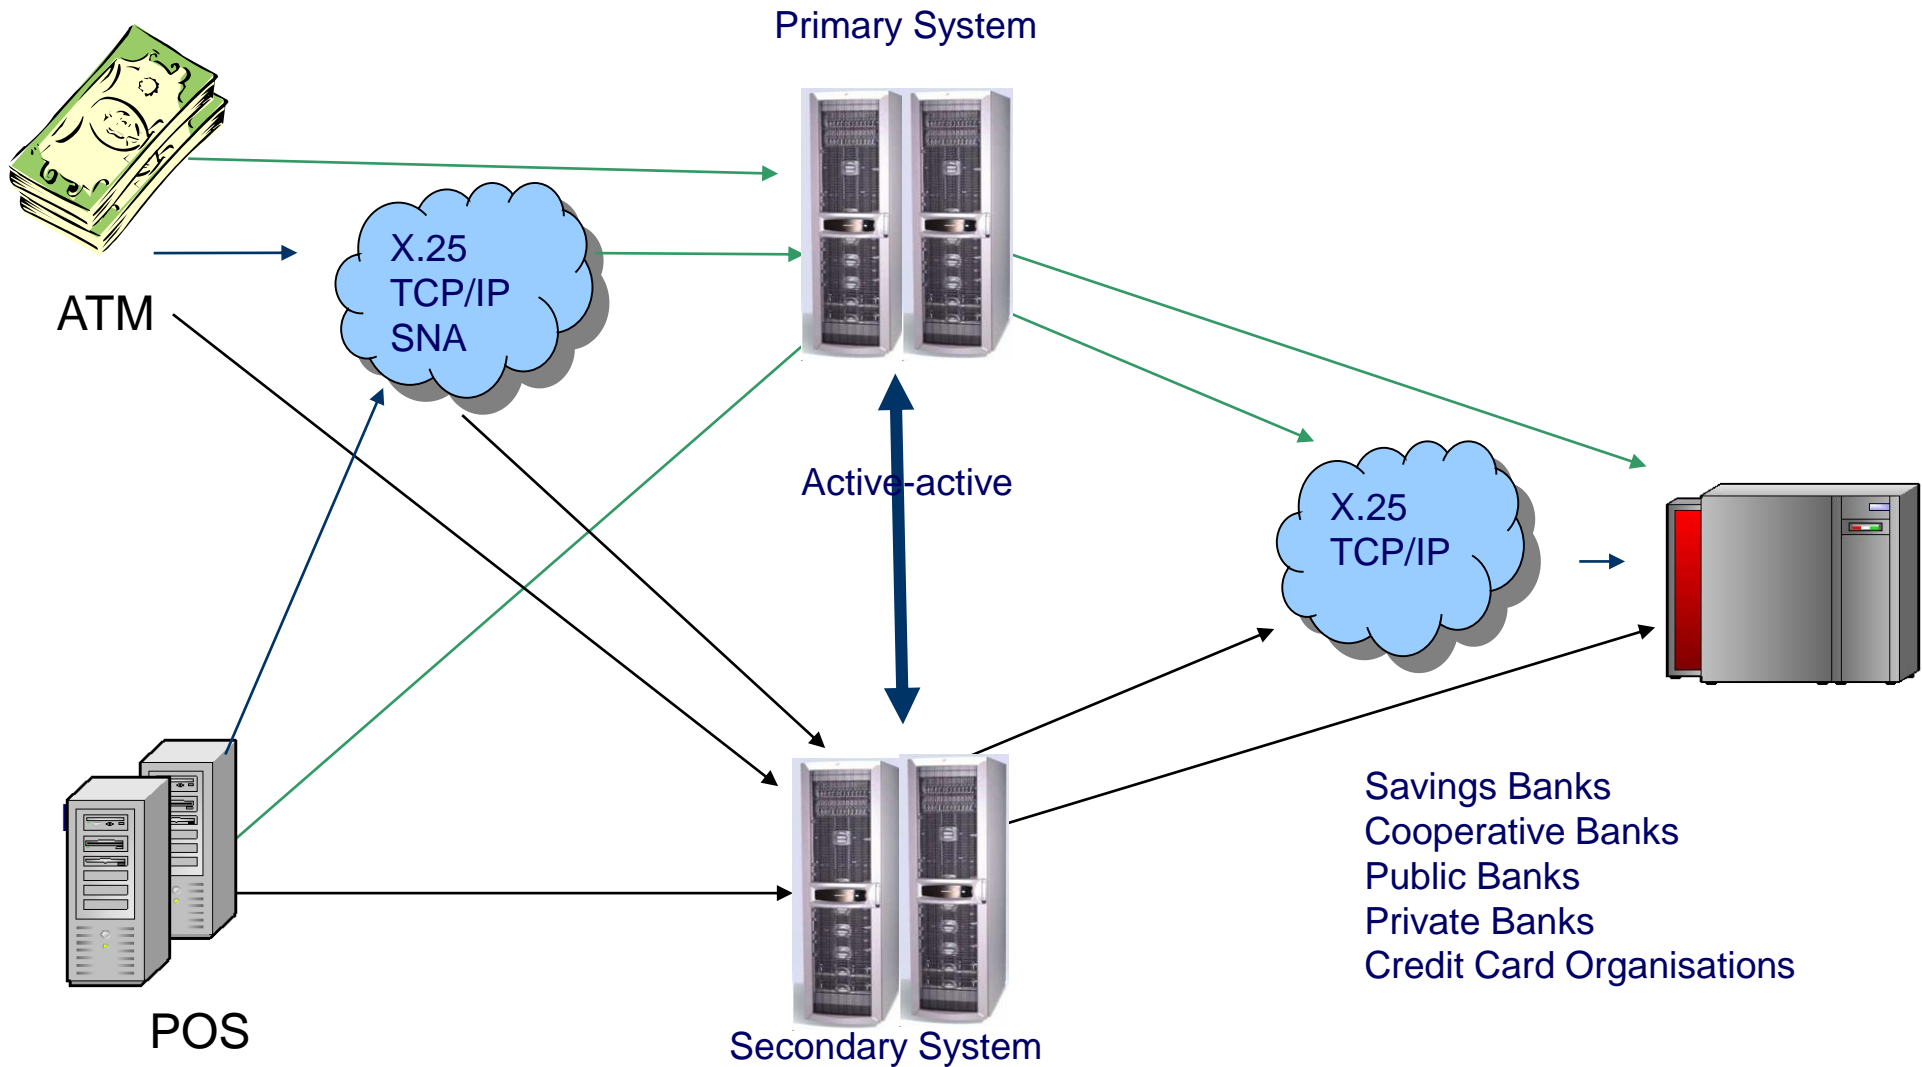 Primary System
X.25
TCP/IP
SNA
ATM
Active-active
X.25
TCP/IP
Savings Banks
Cooperative Banks
Public Banks
Private Banks
Credit Card Organisations
POS
Secondary System